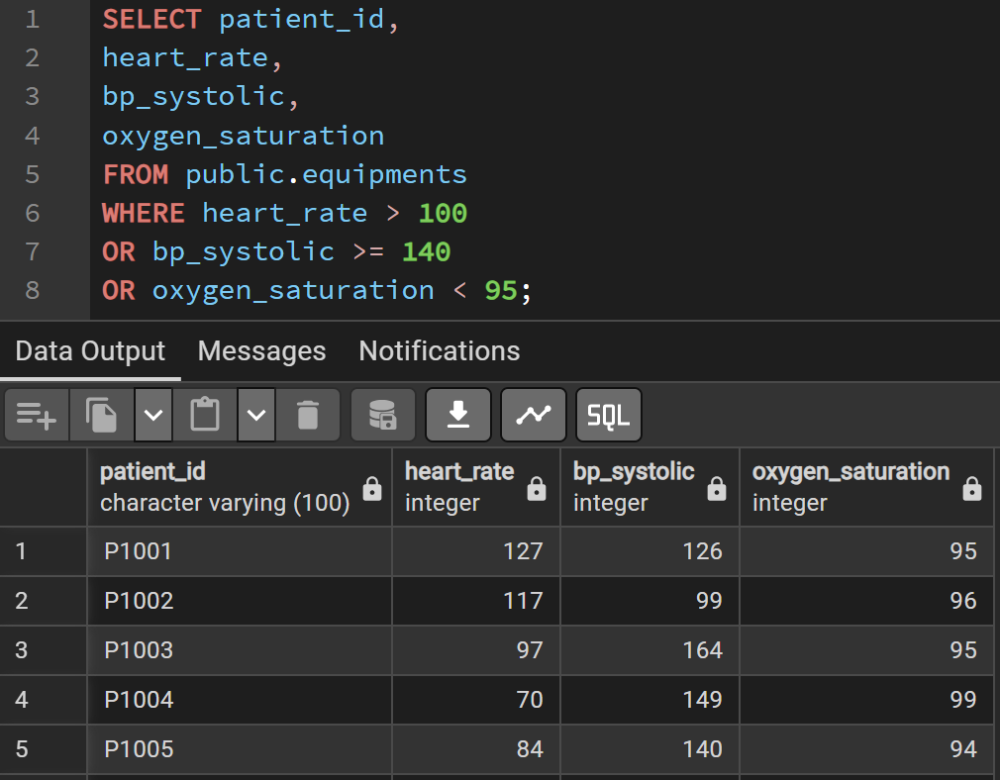 1 SELECT patient_id,
2 heart_rate,
3 bp_systolic,
4 oxygen_saturation
5 FROM public.equipments
6 WHERE heart_rate > 100
7 OR bp_systolic >= 140
8 OR oxygen_saturation < 95;
Data Output Messages Notifications
SQL
patient_id heart_rate bp_systolic oxygen_saturation
character varying (100) integer integer integer
1 P1001 127 126 95
2 P1002 117 99 96
3 P1003 97 164 95
4 P1004 70 149 99
5 P1005 84 140 94